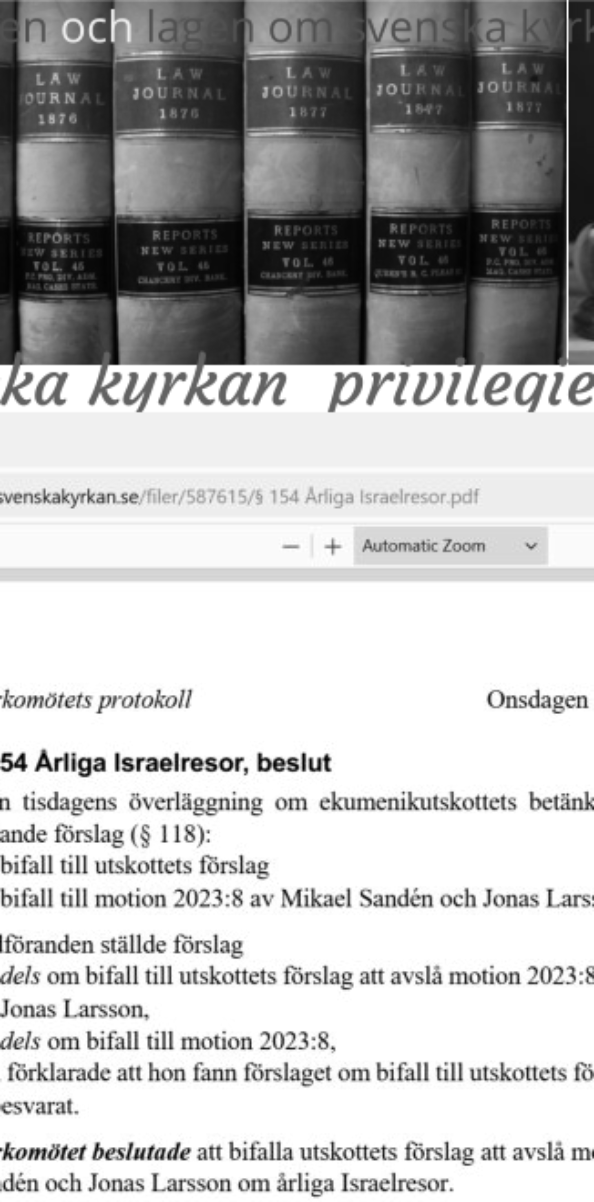 en och lagen om svenska kyrk
LAW JOURNAL 1876
LAW JOURNAL 1876
LAW JOURNAL 1877
LAW JOURNAL 1877
LAW JOURNAL 1877
REPORTS NEW SERIES VOL. 46
REPORTS NEW SERIES VOL. 46 CHANCERY DIV. BANK.
REPORTS NEW SERIES VOL. 46 CHANCERY DIV. BANK.
REPORTS NEW SERIES VOL. 46
REPORTS NEW SERIES VOL. 46
ka kyrkan privilegie
svenskakyrkan.se/filer/587615/§ 154 Årliga Israelresor.pdf
− + Automatic Zoom
rkomötets protokoll Onsdagen
54 Årliga Israelresor, beslut
n tisdagens överläggning om ekumenikutskottets betänk
ande förslag (§ 118):
bifall till utskottets förslag
bifall till motion 2023:8 av Mikael Sandén och Jonas Larss
lföranden ställde förslag
dels om bifall till utskottets förslag att avslå motion 2023:8
Jonas Larsson,
dels om bifall till motion 2023:8,
förklarade att hon fann förslaget om bifall till utskottets fö
esvarat.
rkomötet beslutade att bifalla utskottets förslag att avslå mo
ndén och Jonas Larsson om årliga Israelresor.